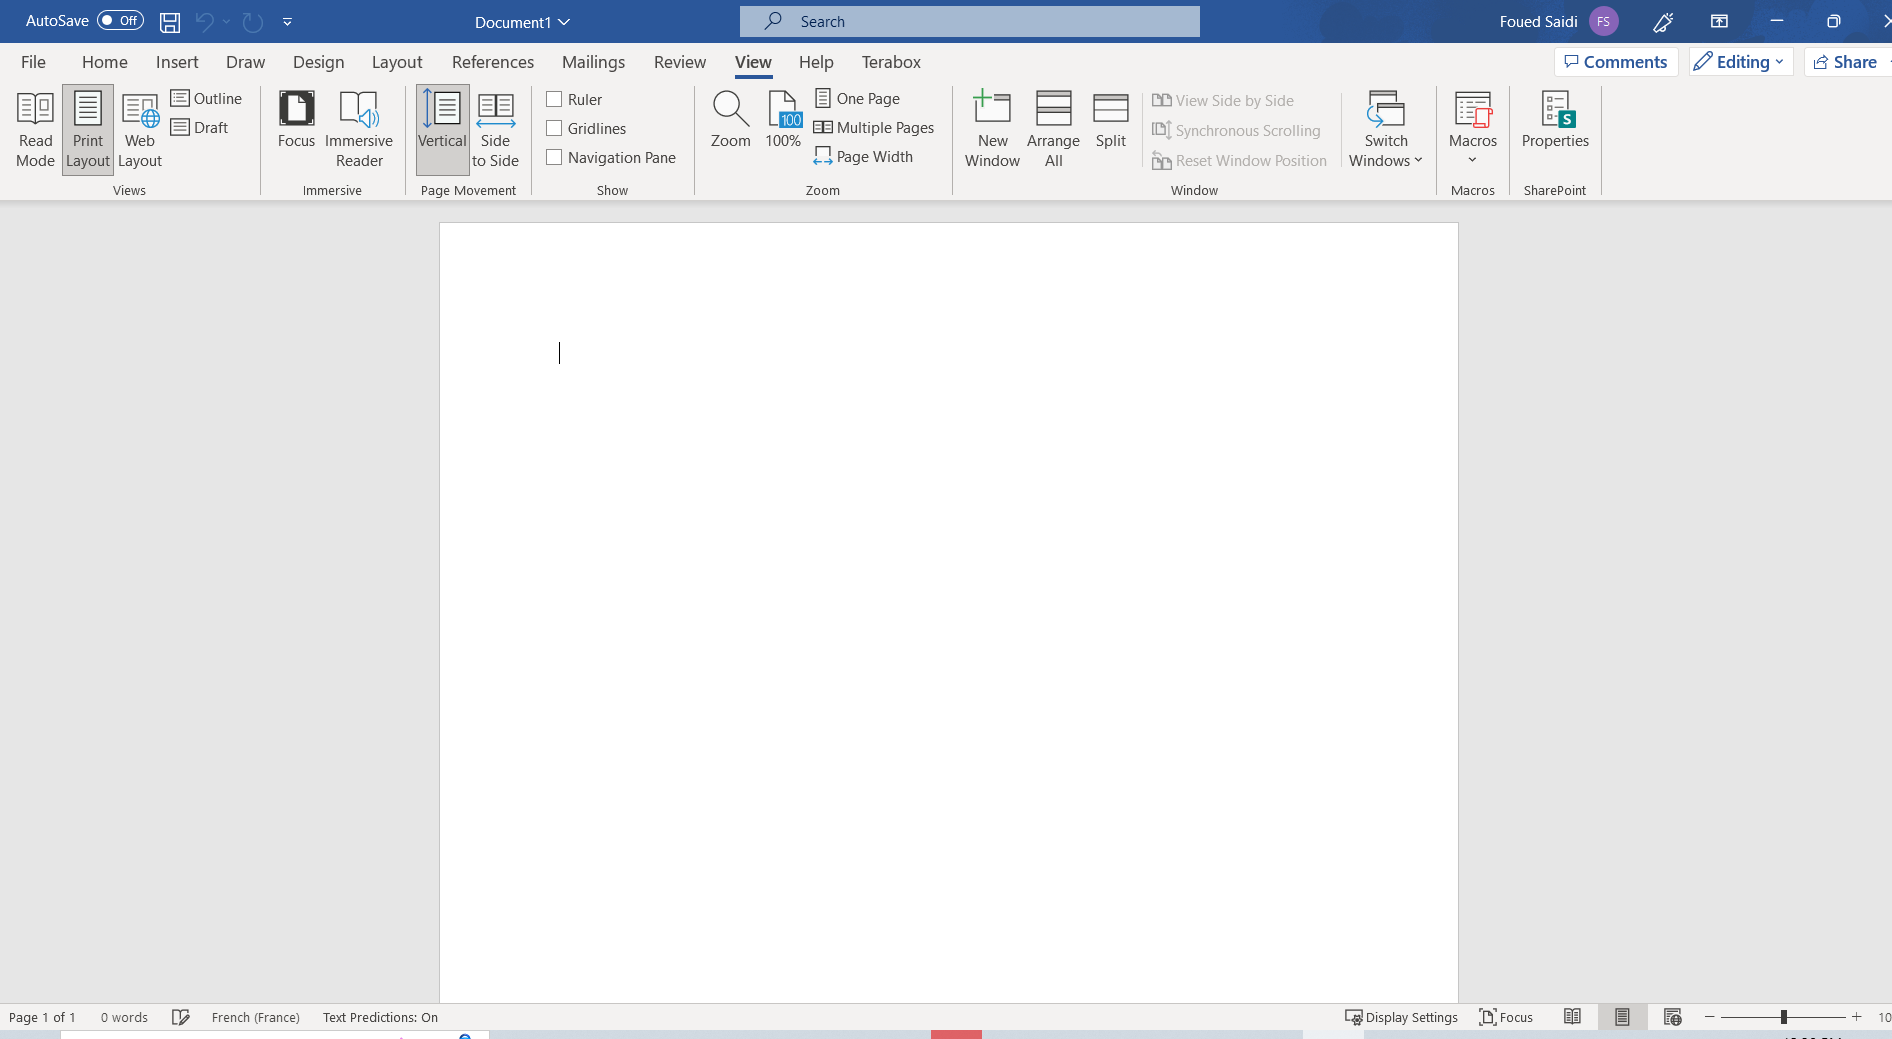 AutoSave Off Document1 Search Foued Saidi FS
File Home Insert Draw Design Layout References Mailings Review View Help Terabox Comments Editing Share
Read Mode
Print Layout
Web Layout
Outline
Draft
Views
Focus
Immersive Reader
Immersive
Vertical
Side to Side
Page Movement
Ruler
Gridlines
Navigation Pane
Show
Zoom
100
100%
One Page
Multiple Pages
Page Width
Zoom
New Window
Arrange All
Split
View Side by Side
Synchronous Scrolling
Reset Window Position
Switch Windows
Window
Macros
Macros
S
Properties
SharePoint
Page 1 of 1 0 words French (France) Text Predictions: On Display Settings Focus 10